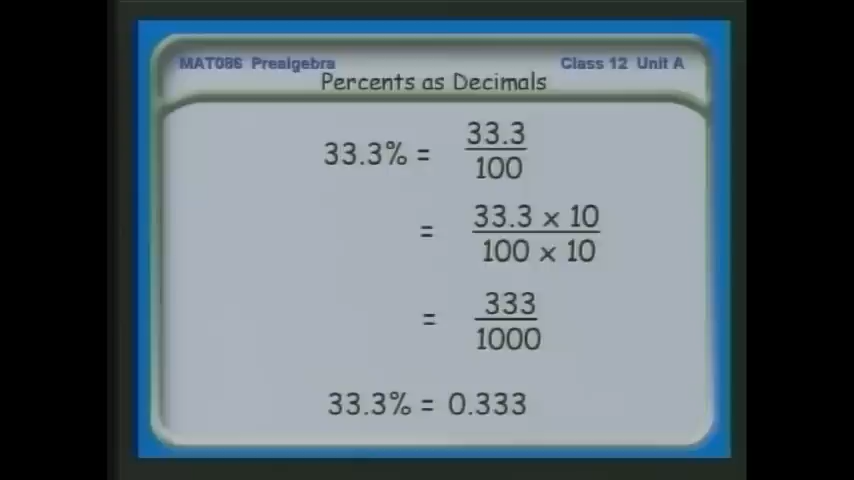 MAT086 Prealgebra Class 12 Unit A
Percents as Decimals
33.3% = 33.3/100
= 33.3 x 10/100 x 10
= 333/1000
33.3% = 0.333